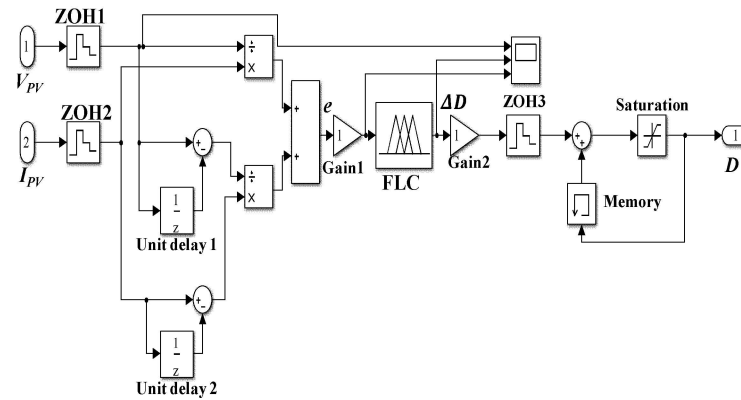 ZOH1
1
V_PV
÷
×
ZOH2
2
I_PV
+
+
e
1
Gain1
FLC
ΔD
1
Gain2
ZOH3
+
+
Saturation
1
D
Memory
+
-
÷
×
1
z
Unit delay 1
+
-
1
z
Unit delay 2